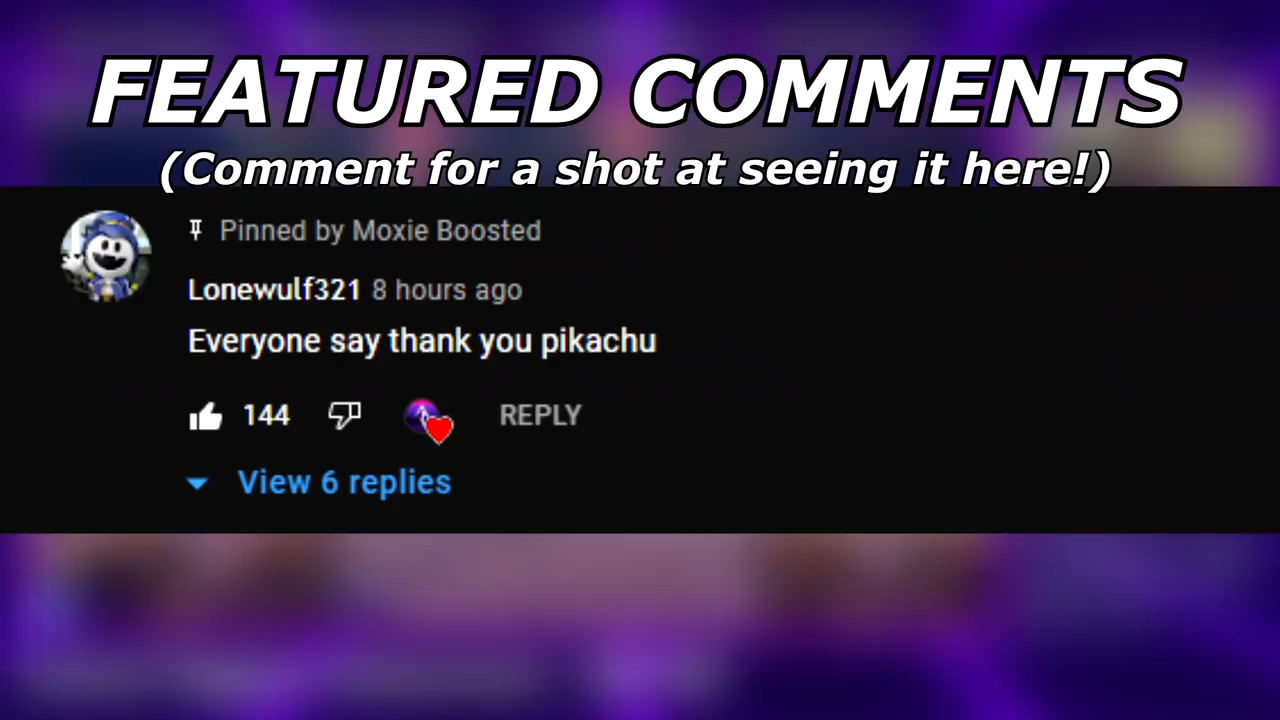 FEATURED COMMENTS
(Comment for a shot at seeing it here!)
Pinned by Moxie Boosted
Lonewulf321 8 hours ago
Everyone say thank you pikachu
144 REPLY
View 6 replies